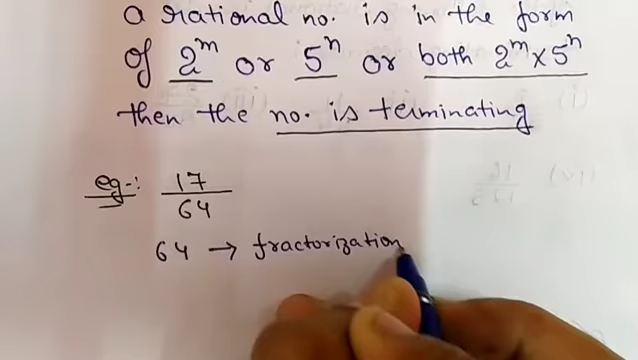 a rational no. is in the form
of 2^m or 5^n or both 2^m x 5^n
then the no. is terminating
eg-: 17/64
64 → fractorization